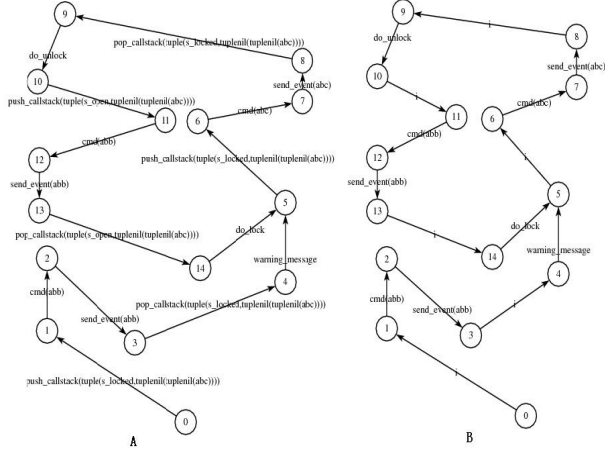 9
pop_callstack(tuple(s_locked,tuplenil(tuplenil(abc))))
do_unlock
8
10
send_event(abc)
push_callstack(tuple(s_open,tuplenil(tuplenil(abc))))
7
11
6
cmd(abc)
cmd(abb)
12
push_callstack(tuple(s_locked,tuplenil(tuplenil(abc))))
send_event(abb)
13
5
pop_callstack(tuple(s_open,tuplenil(tuplenil(abc))))
do_lock
2
14
warning_message
4
cmd(abb)
pop_callstack(tuple(s_locked,tuplenil(tuplenil(abc))))
send_event(abb)
1
3
push_callstack(tuple(s_locked,tuplenil(tuplenil(abc))))
0
A
9
i
do_unlock
8
10
send_event(abc)
i
7
11
6
cmd(abc)
cmd(abb)
12
i
send_event(abb)
13
5
i
do_lock
2
14
warning_message
4
cmd(abb)
i
send_event(abb)
1
3
i
0
B